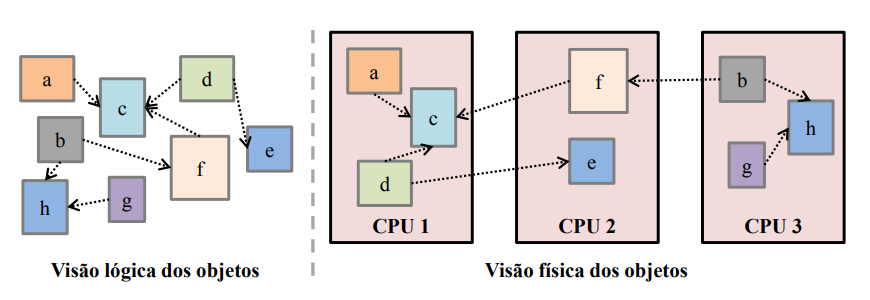 a
c
d
b
f
e
h
g
Visão lógica dos objetos
a
c
d
CPU 1
f
e
CPU 2
b
h
g
CPU 3
Visão física dos objetos